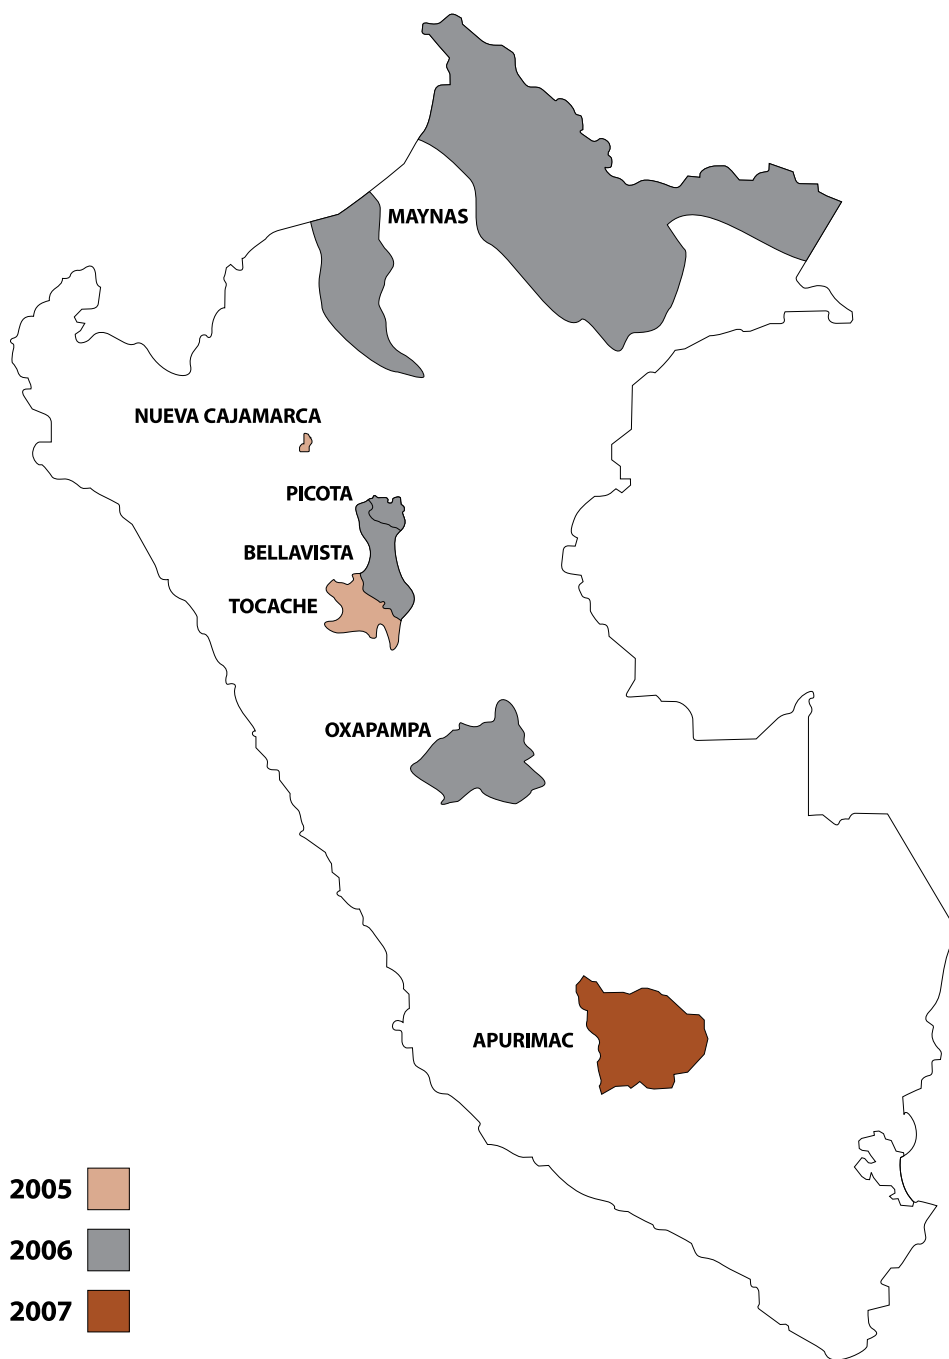 MAYNAS
NUEVA CAJAMARCA
PICOTA
BELLAVISTA
TOCACHE
OXAPAMPA
APURIMAC
2005
2006
2007